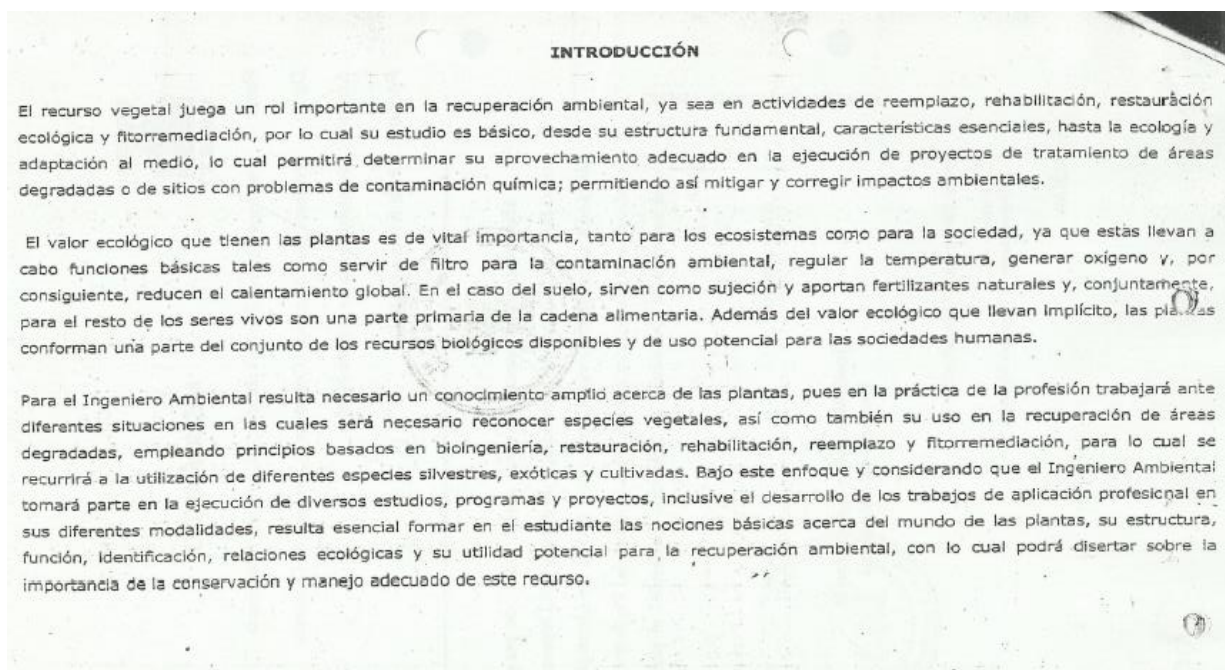 INTRODUCCIÓN
El recurso vegetal juega un rol importante en la recuperación ambiental, ya sea en actividades de reemplazo, rehabilitación, restauración
ecológica y fitorremediación, por lo cual su estudio es básico, desde su estructura fundamental, características esenciales, hasta la ecología y
adaptación al medio, lo cual permitirá determinar su aprovechamiento adecuado en la ejecución de proyectos de tratamiento de áreas
degradadas o de sitios con problemas de contaminación química; permitiendo así mitigar y corregir impactos ambientales.
El valor ecológico que tienen las plantas es de vital importancia, tanto para los ecosistemas como para la sociedad, ya que estas llevan a
cabo funciones básicas tales como servir de filtro para la contaminación ambiental, regular la temperatura, generar oxígeno y, por
consiguiente, reducen el calentamiento global. En el caso del suelo, sirven como sujeción y aportan fertilizantes naturales y, conjuntamente,
para el resto de los seres vivos son una parte primaria de la cadena alimentaria. Además del valor ecológico que llevan implícito, las plantas
conforman una parte del conjunto de los recursos biológicos disponibles y de uso potencial para las sociedades humanas.
Para el Ingeniero Ambiental resulta necesario un conocimiento amplio acerca de las plantas, pues en la práctica de la profesión trabajará ante
diferentes situaciones en las cuales será necesario reconocer especies vegetales, así como también su uso en la recuperación de áreas
degradadas, empleando principios basados en bioingeniería, restauración, rehabilitación, reemplazo y fitorremediación, para lo cual se
recurrirá a la utilización de diferentes especies silvestres, exóticas y cultivadas. Bajo este enfoque y considerando que el Ingeniero Ambiental
tomará parte en la ejecución de diversos estudios, programas y proyectos, inclusive el desarrollo de los trabajos de aplicación profesional en
sus diferentes modalidades, resulta esencial formar en el estudiante las nociones básicas acerca del mundo de las plantas, su estructura,
función, identificación, relaciones ecológicas y su utilidad potencial para la recuperación ambiental, con lo cual podrá disertar sobre la
importancia de la conservación y manejo adecuado de este recurso.